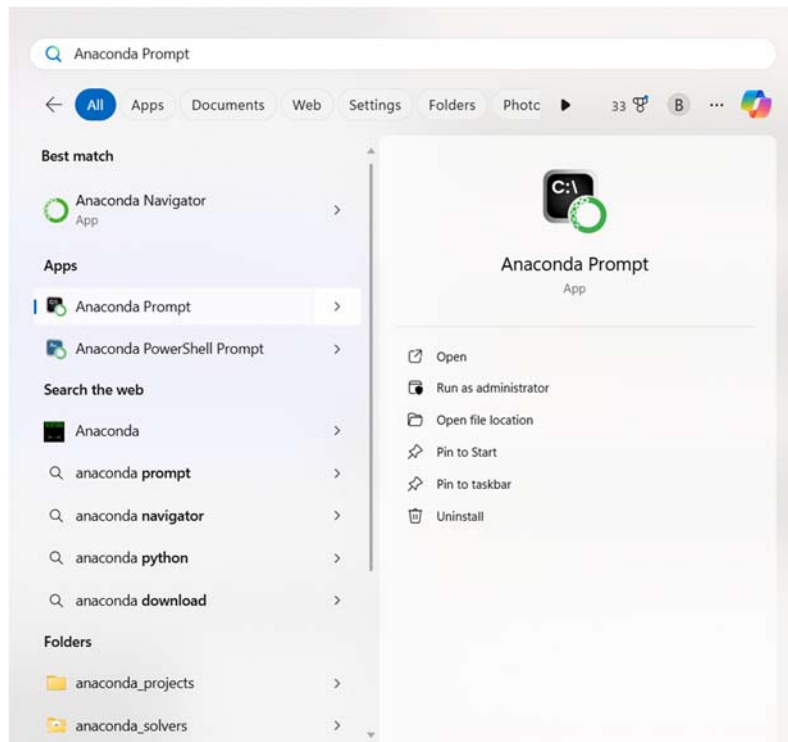 Anaconda Prompt
All Apps Documents Web Settings Folders Photc 33 B ...
Best match
Anaconda Navigator
App
Apps
Anaconda Prompt
Anaconda PowerShell Prompt
Search the web
Anaconda
anaconda prompt
anaconda navigator
anaconda python
anaconda download
Folders
anaconda_projects
anaconda_solvers
C:\
Anaconda Prompt
App
Open
Run as administrator
Open file location
Pin to Start
Pin to taskbar
Uninstall